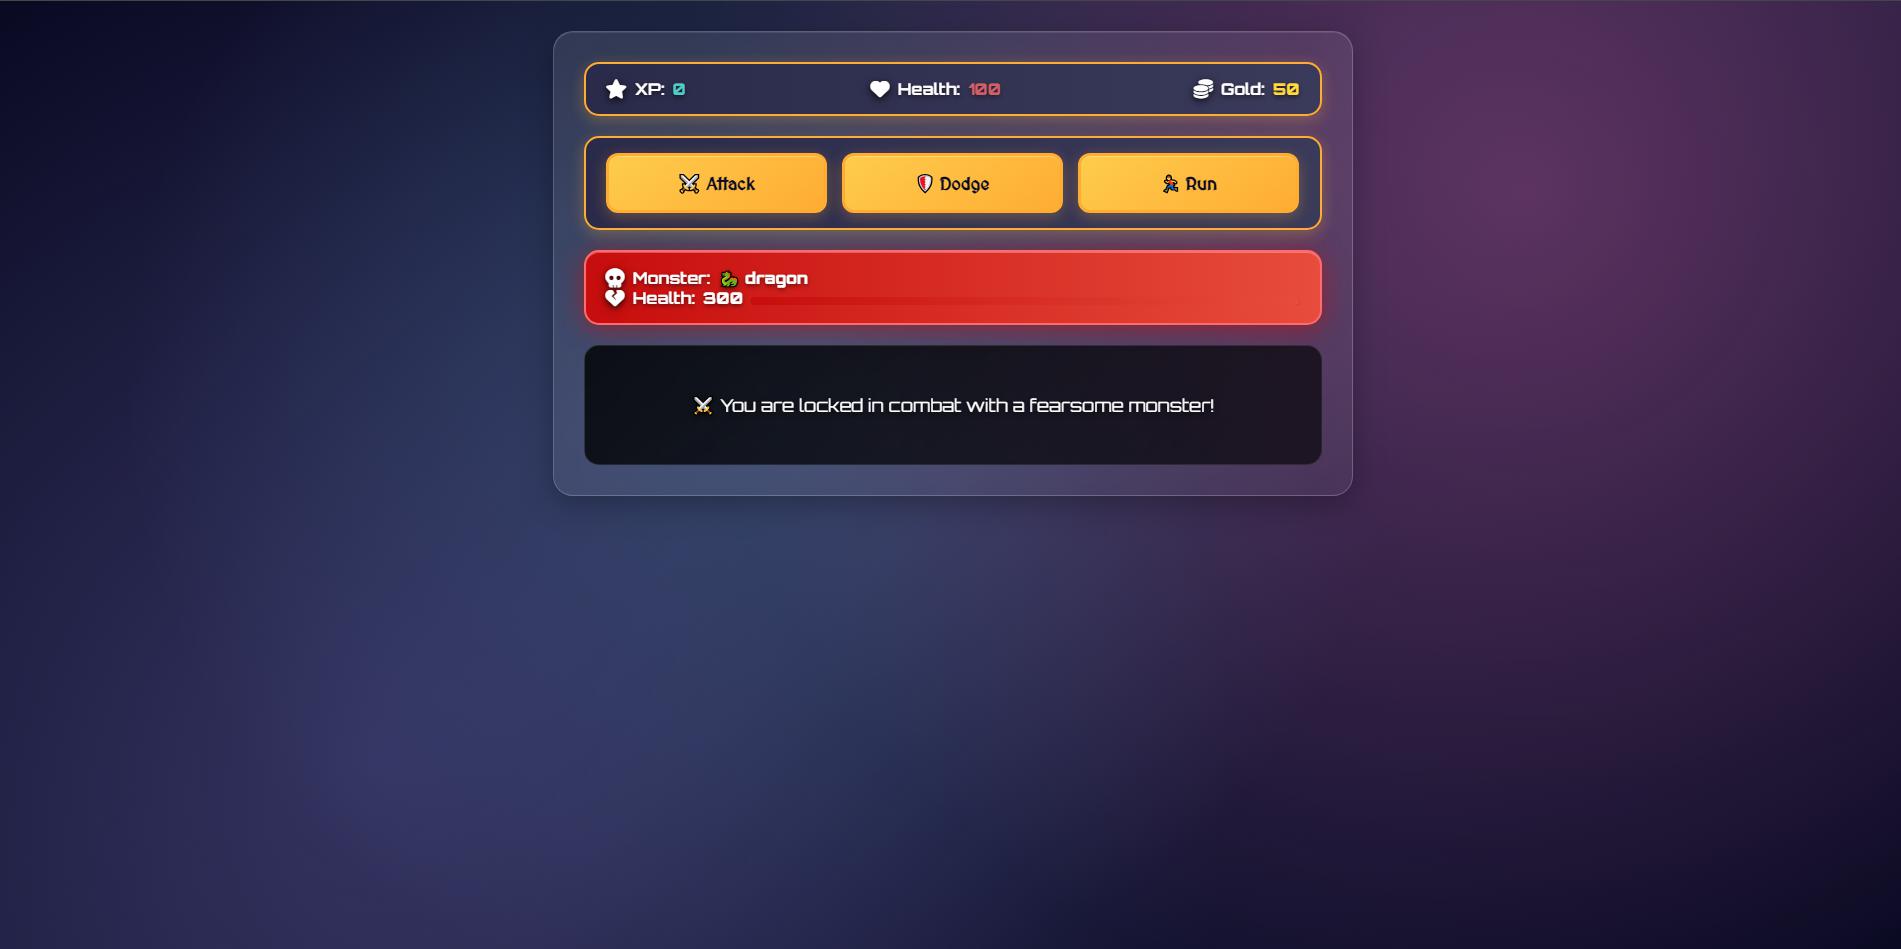 XP: 0 Health: 100 Gold: 50
Attack Dodge Run
Monster: dragon
Health: 300
You are locked in combat with a fearsome monster!